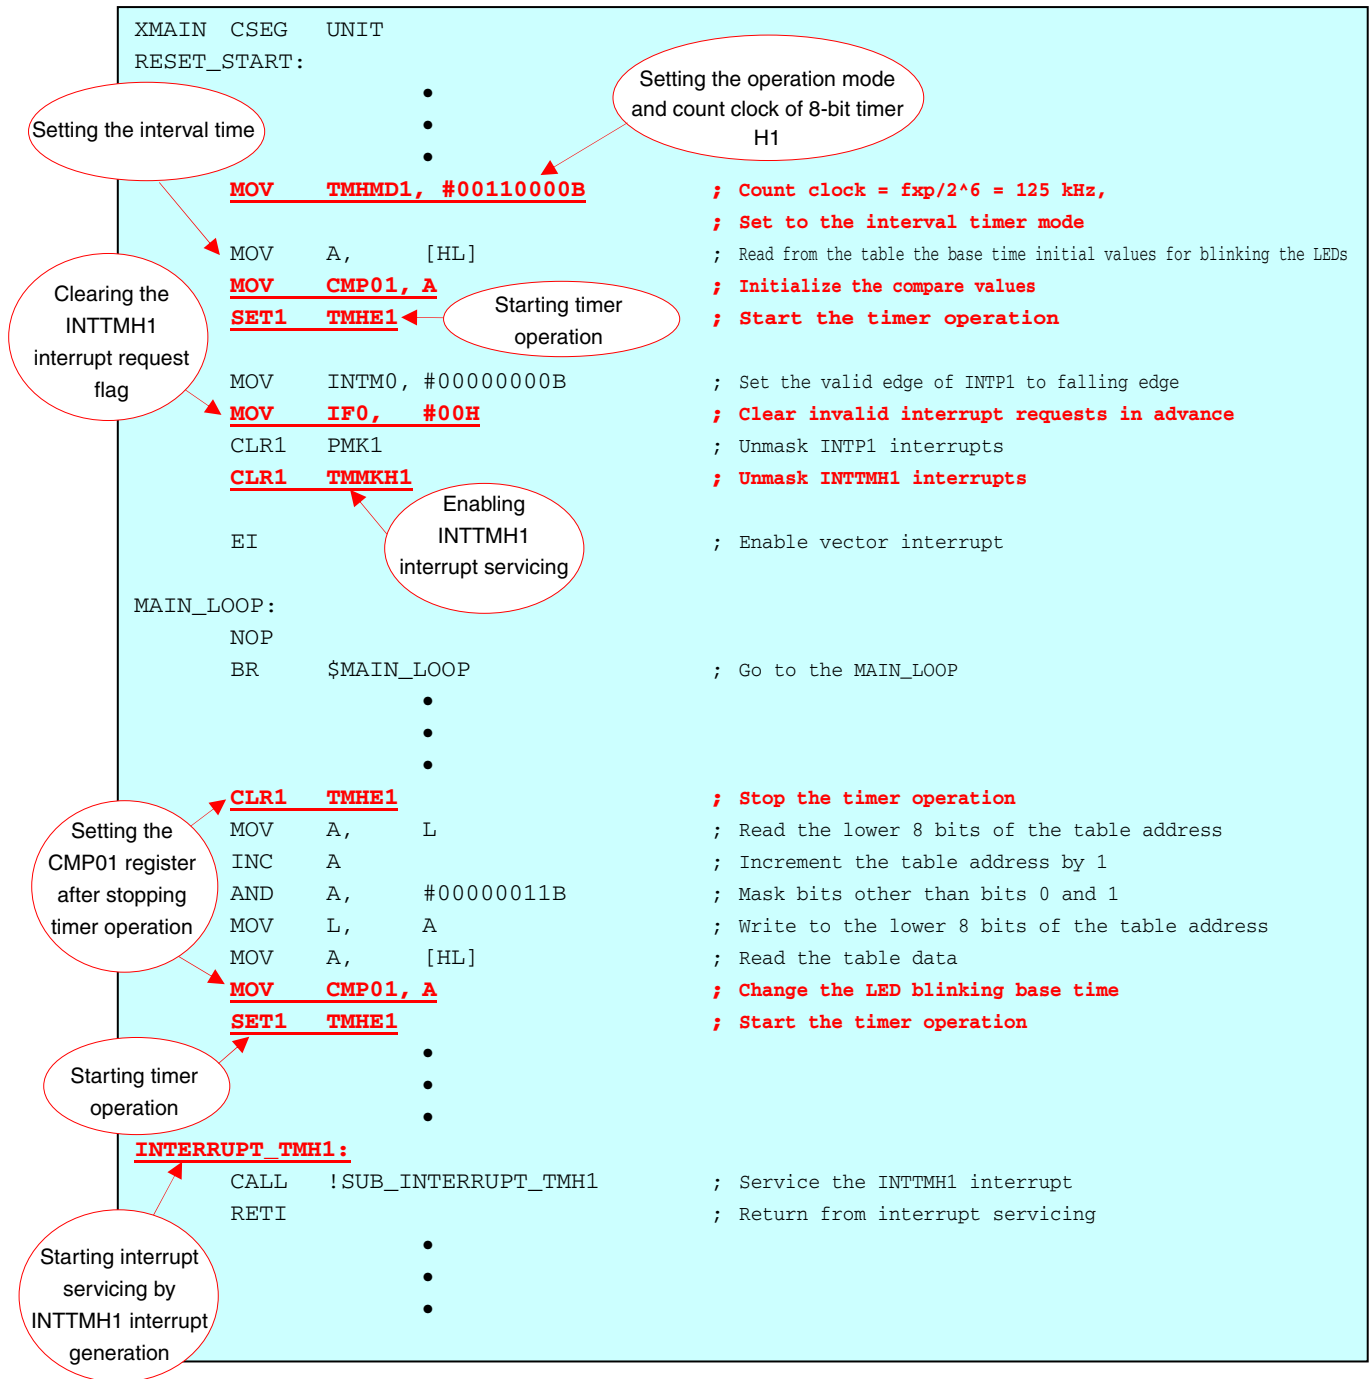 XMAIN CSEG UNIT
RESET_START:
Setting the operation mode
and count clock of 8-bit timer
H1
Setting the interval time
MOV TMHMD1, #00110000B ; Count clock = fxp/2^6 = 125 kHz,
; Set to the interval timer mode
MOV A, [HL] ; Read from the table the base time initial values for blinking the LEDs
MOV CMP01, A ; Initialize the compare values
SET1 TMHE1 ; Start the timer operation
Starting timer
operation
Clearing the
INTTMH1
interrupt request
flag
MOV INTM0, #00000000B ; Set the valid edge of INTP1 to falling edge
MOV IF0, #00H ; Clear invalid interrupt requests in advance
CLR1 PMK1 ; Unmask INTP1 interrupts
CLR1 TMMKH1 ; Unmask INTTMH1 interrupts
Enabling
INTTMH1
interrupt servicing
EI ; Enable vector interrupt
MAIN_LOOP:
NOP
BR $MAIN_LOOP ; Go to the MAIN_LOOP
CLR1 TMHE1 ; Stop the timer operation
MOV A, L ; Read the lower 8 bits of the table address
INC A ; Increment the table address by 1
AND A, #00000011B ; Mask bits other than bits 0 and 1
MOV L, A ; Write to the lower 8 bits of the table address
MOV A, [HL] ; Read the table data
MOV CMP01, A ; Change the LED blinking base time
SET1 TMHE1 ; Start the timer operation
Setting the
CMP01 register
after stopping
timer operation
Starting timer
operation
INTERRUPT_TMH1:
CALL !SUB_INTERRUPT_TMH1 ; Service the INTTMH1 interrupt
RETI ; Return from interrupt servicing
Starting interrupt
servicing by
INTTMH1 interrupt
generation